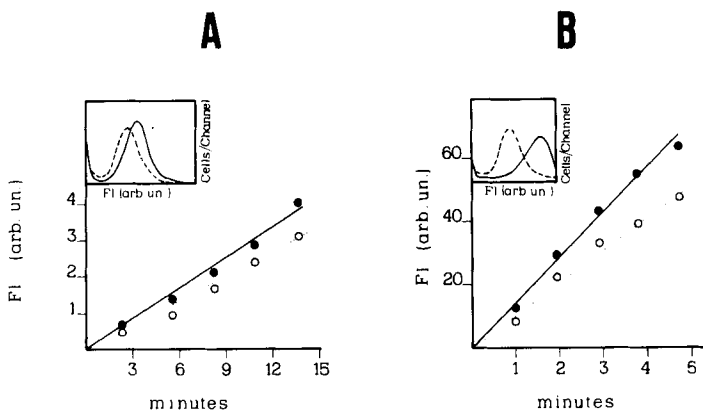 A
Cells/Channel
Fl (arb un.)
Fl (arb. un.)
4
3
2
1
3
6
9
12
15
minutes
B
Cells/Channel
Fl (arb un.)
Fl (arb. un.)
60
40
20
1
2
3
4
5
minutes